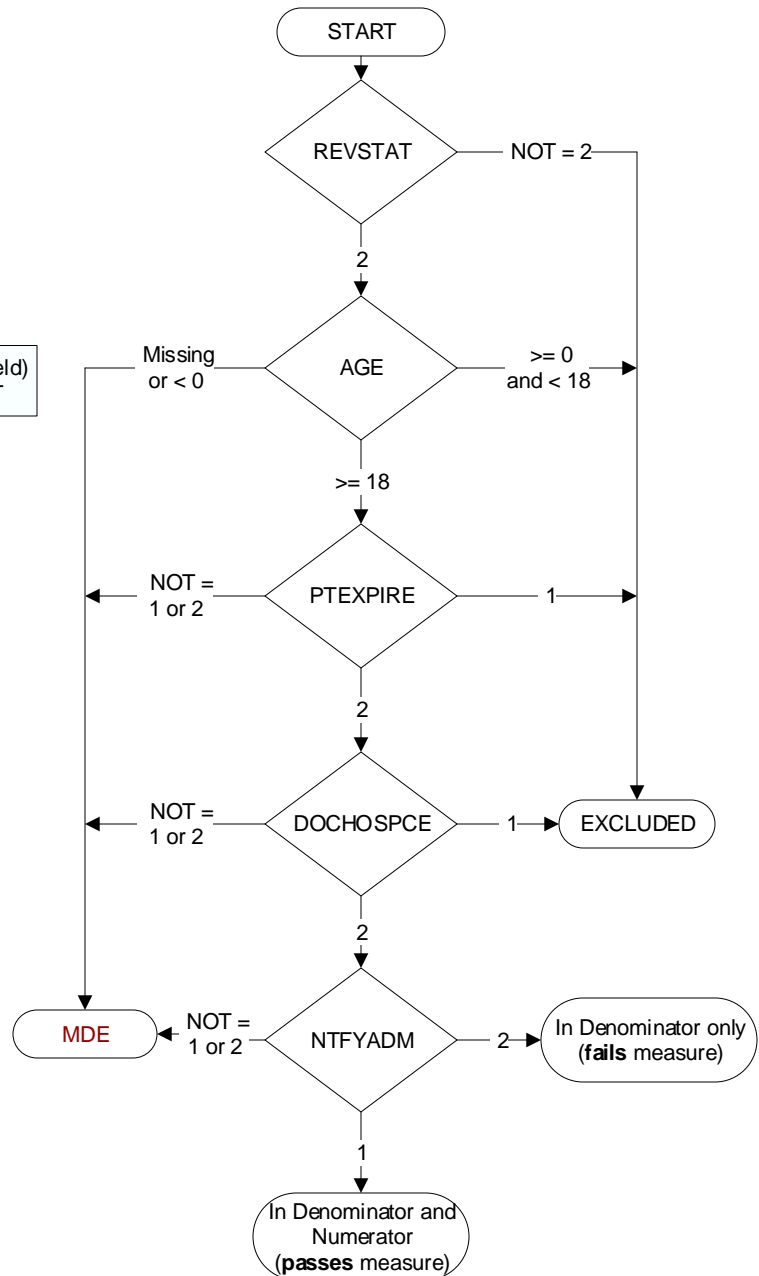 START
REVSTAT
NOT = 2
2
eld)
Missing
or < 0
AGE
>= 0
and < 18
>= 18
NOT =
1 or 2
PTEXPIRE
1
2
NOT =
1 or 2
DOCHOSPCE
1
EXCLUDED
2
MDE
NOT =
1 or 2
NTFYADM
2
In Denominator only
(fails measure)
1
In Denominator and
Numerator
(passes measure)